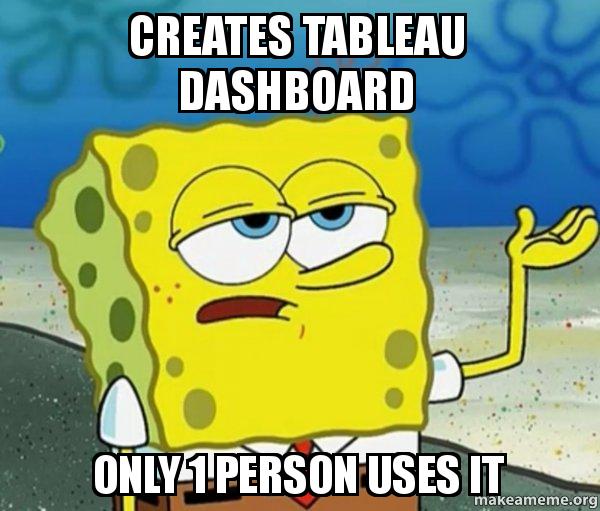 CREATES TABLEAU
DASHBOARD
ONLY 1 PERSON USES IT
makeameme.org